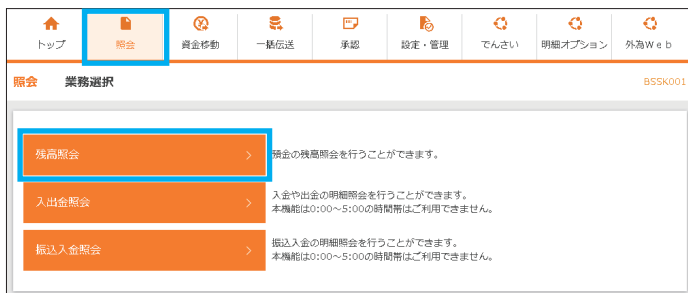 トップ 照会 資金移動 一括伝送 承認 設定・管理 でんさい 明細オプション 外為Ｗｅｂ
照会 業務選択 BSSK001
残高照会 預金の残高照会を行うことができます。
入出金照会 入金や出金の明細照会を行うことができます。
本機能は0:00～5:00の時間帯はご利用できません。
振込入金照会 振込入金の明細照会を行うことができます。
本機能は0:00～5:00の時間帯はご利用できません。